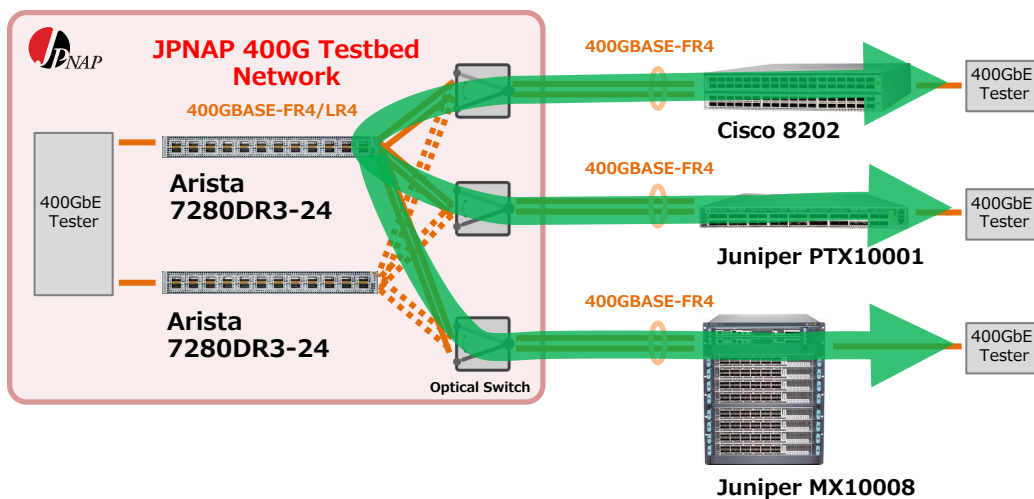 JPNAP
JPNAP 400G Testbed
Network
400GBASE-FR4/LR4
400GbE
Tester
Arista
7280DR3-24
Arista
7280DR3-24
Optical Switch
400GBASE-FR4
Cisco 8202
400GbE
Tester
400GBASE-FR4
Juniper PTX10001
400GbE
Tester
400GBASE-FR4
Juniper MX10008
400GbE
Tester